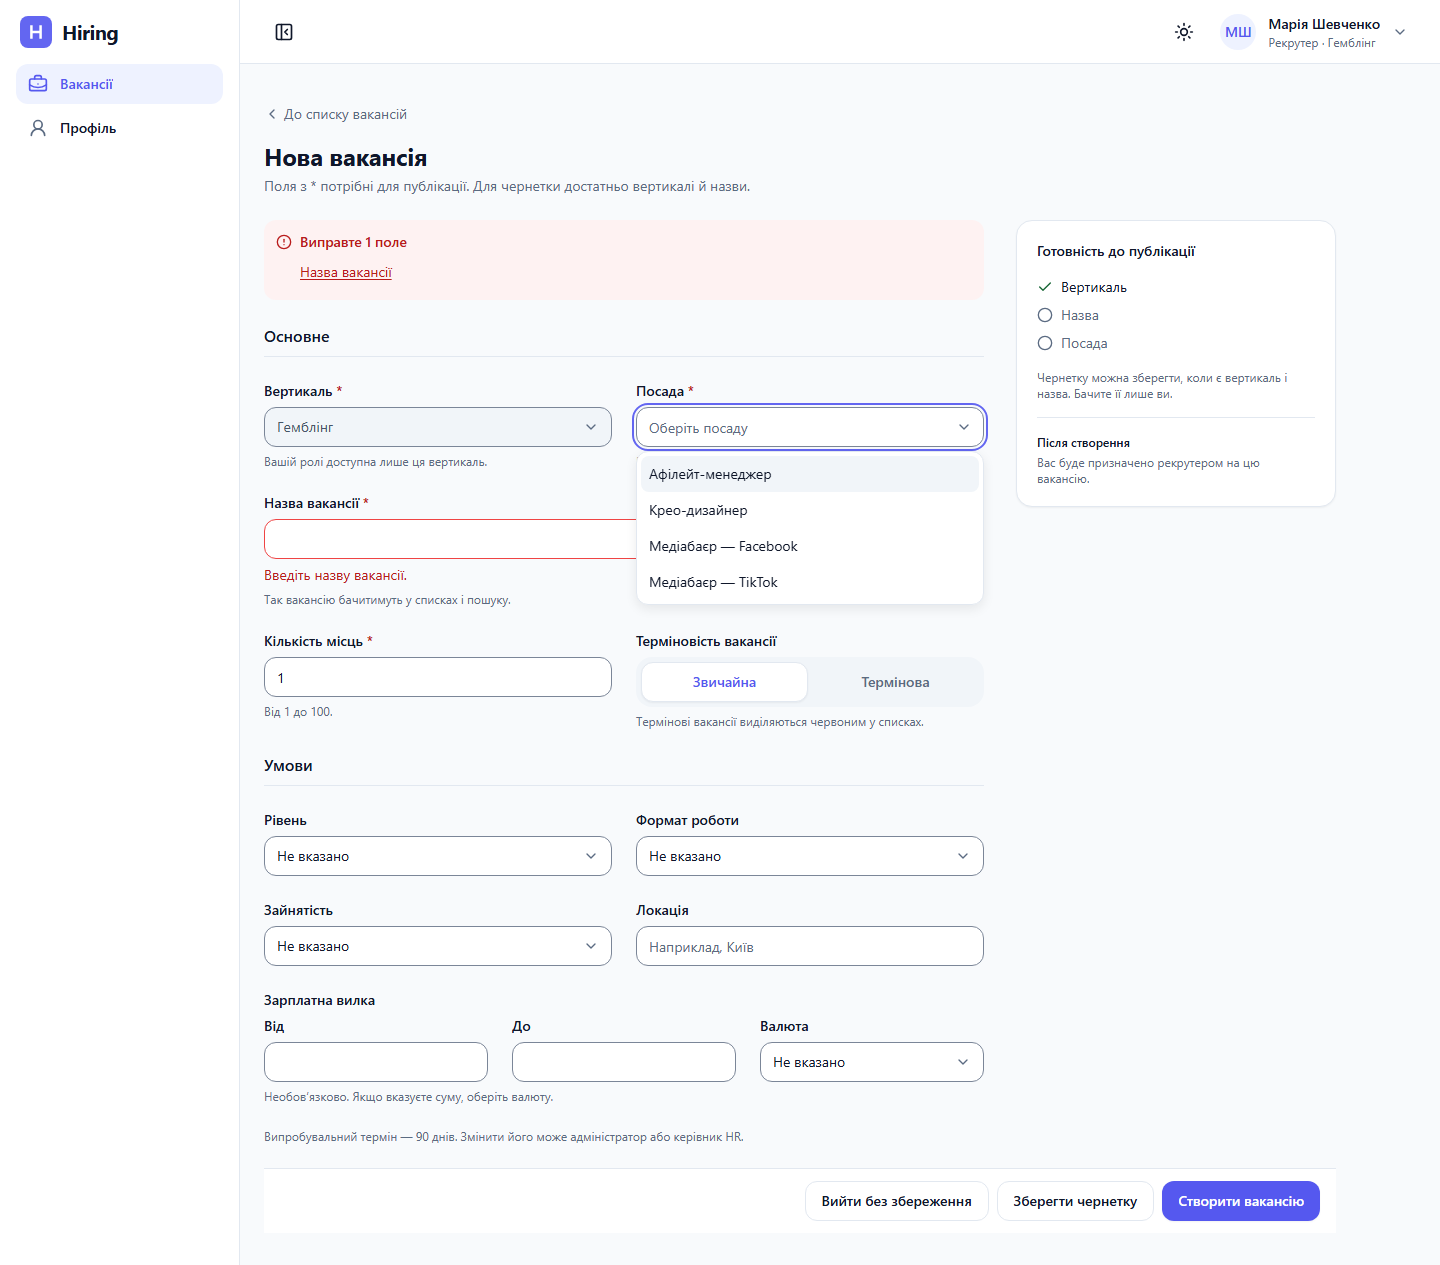 H Hiring
Вакансії
Профіль
МШ
Марія Шевченко
Рекрутер · Гемблінг
До списку вакансій
Нова вакансія
Поля з * потрібні для публікації. Для чернетки достатньо вертикалі й назви.
Виправте 1 поле
Назва вакансії
Основне
Вертикаль *
Гемблінг
Вашій ролі доступна лише ця вертикаль.
Посада *
Оберіть посаду
Афілейт-менеджер
Крео-дизайнер
Медіабаєр — Facebook
Медіабаєр — TikTok
Назва вакансії *
Введіть назву вакансії.
Так вакансію бачитимуть у списках і пошуку.
Кількість місць *
1
Від 1 до 100.
Терміновість вакансії
Звичайна
Термінова
Термінові вакансії виділяються червоним у списках.
Умови
Рівень
Не вказано
Формат роботи
Не вказано
Зайнятість
Не вказано
Локація
Наприклад, Київ
Зарплатна вилка
Від
До
Валюта
Не вказано
Необов'язково. Якщо вказуєте суму, оберіть валюту.
Випробувальний термін — 90 днів. Змінити його може адміністратор або керівник HR.
Вийти без збереження
Зберегти чернетку
Створити вакансію
Готовність до публікації
Вертикаль
Назва
Посада
Чернетку можна зберегти, коли є вертикаль і
назва. Бачите її лише ви.
Після створення
Вас буде призначено рекрутером на цю
вакансію.